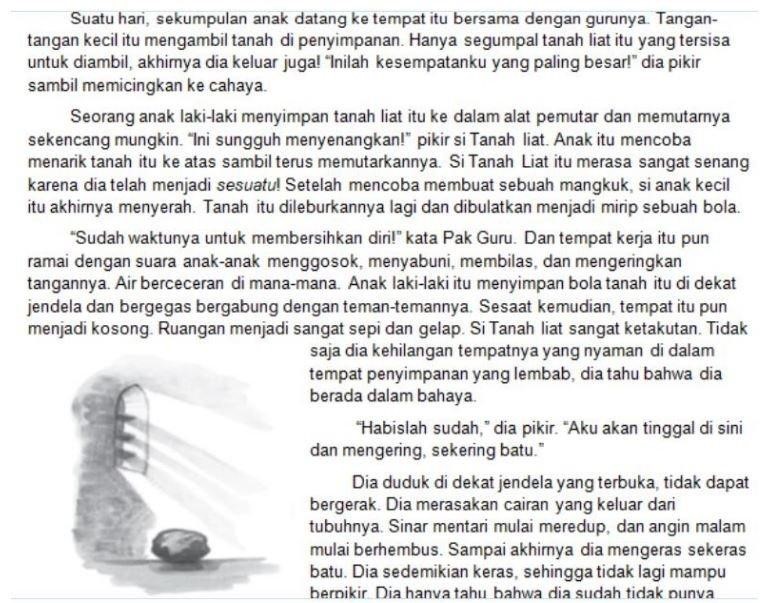 Suatu hari, sekumpulan anak datang ke tempat itu bersama dengan gurunya. Tangan-
tangan kecil itu mengambil tanah di penyimpanan. Hanya segumpal tanah liat itu yang tersisa
untuk diambil, akhirnya dia keluar juga! “Inilah kesempatanku yang paling besar!” dia pikir
sambil memicingkan ke cahaya.
Seorang anak laki-laki menyimpan tanah liat itu ke dalam alat pemutar dan memutarnya
sekencang mungkin. “Ini sungguh menyenangkan!” pikir si Tanah liat. Anak itu mencoba
menarik tanah itu ke atas sambil terus memutarkannya. Si Tanah Liat itu merasa sangat senang
karena dia telah menjadi sesuatu! Setelah mencoba membuat sebuah mangkuk, si anak kecil
itu akhirnya menyerah. Tanah itu dileburkannya lagi dan dibulatkan menjadi mirip sebuah bola.
“Sudah waktunya untuk membersihkan diri!” kata Pak Guru. Dan tempat kerja itu pun
ramai dengan suara anak-anak menggosok, menyabuni, membilas, dan mengeringkan
tangannya. Air berceceran di mana-mana. Anak laki-laki itu menyimpan bola tanah itu di dekat
jendela dan bergegas bergabung dengan teman-temannya. Sesaat kemudian, tempat itu pun
menjadi kosong. Ruangan menjadi sangat sepi dan gelap. Si Tanah liat sangat ketakutan. Tidak
saja dia kehilangan tempatnya yang nyaman di dalam
tempat penyimpanan yang lembab, dia tahu bahwa dia
berada dalam bahaya.
“Habislah sudah,” dia pikir. “Aku akan tinggal di sini
dan mengering, sekering batu.”
Dia duduk di dekat jendela yang terbuka, tidak dapat
bergerak. Dia merasakan cairan yang keluar dari
tubuhnya. Sinar mentari mulai meredup, dan angin malam
mulai berhembus. Sampai akhirnya dia mengeras sekeras
batu. Dia sedemikian keras, sehingga tidak lagi mampu
berpikir. Dia hanya tahu bahwa dia sudah tidak punya